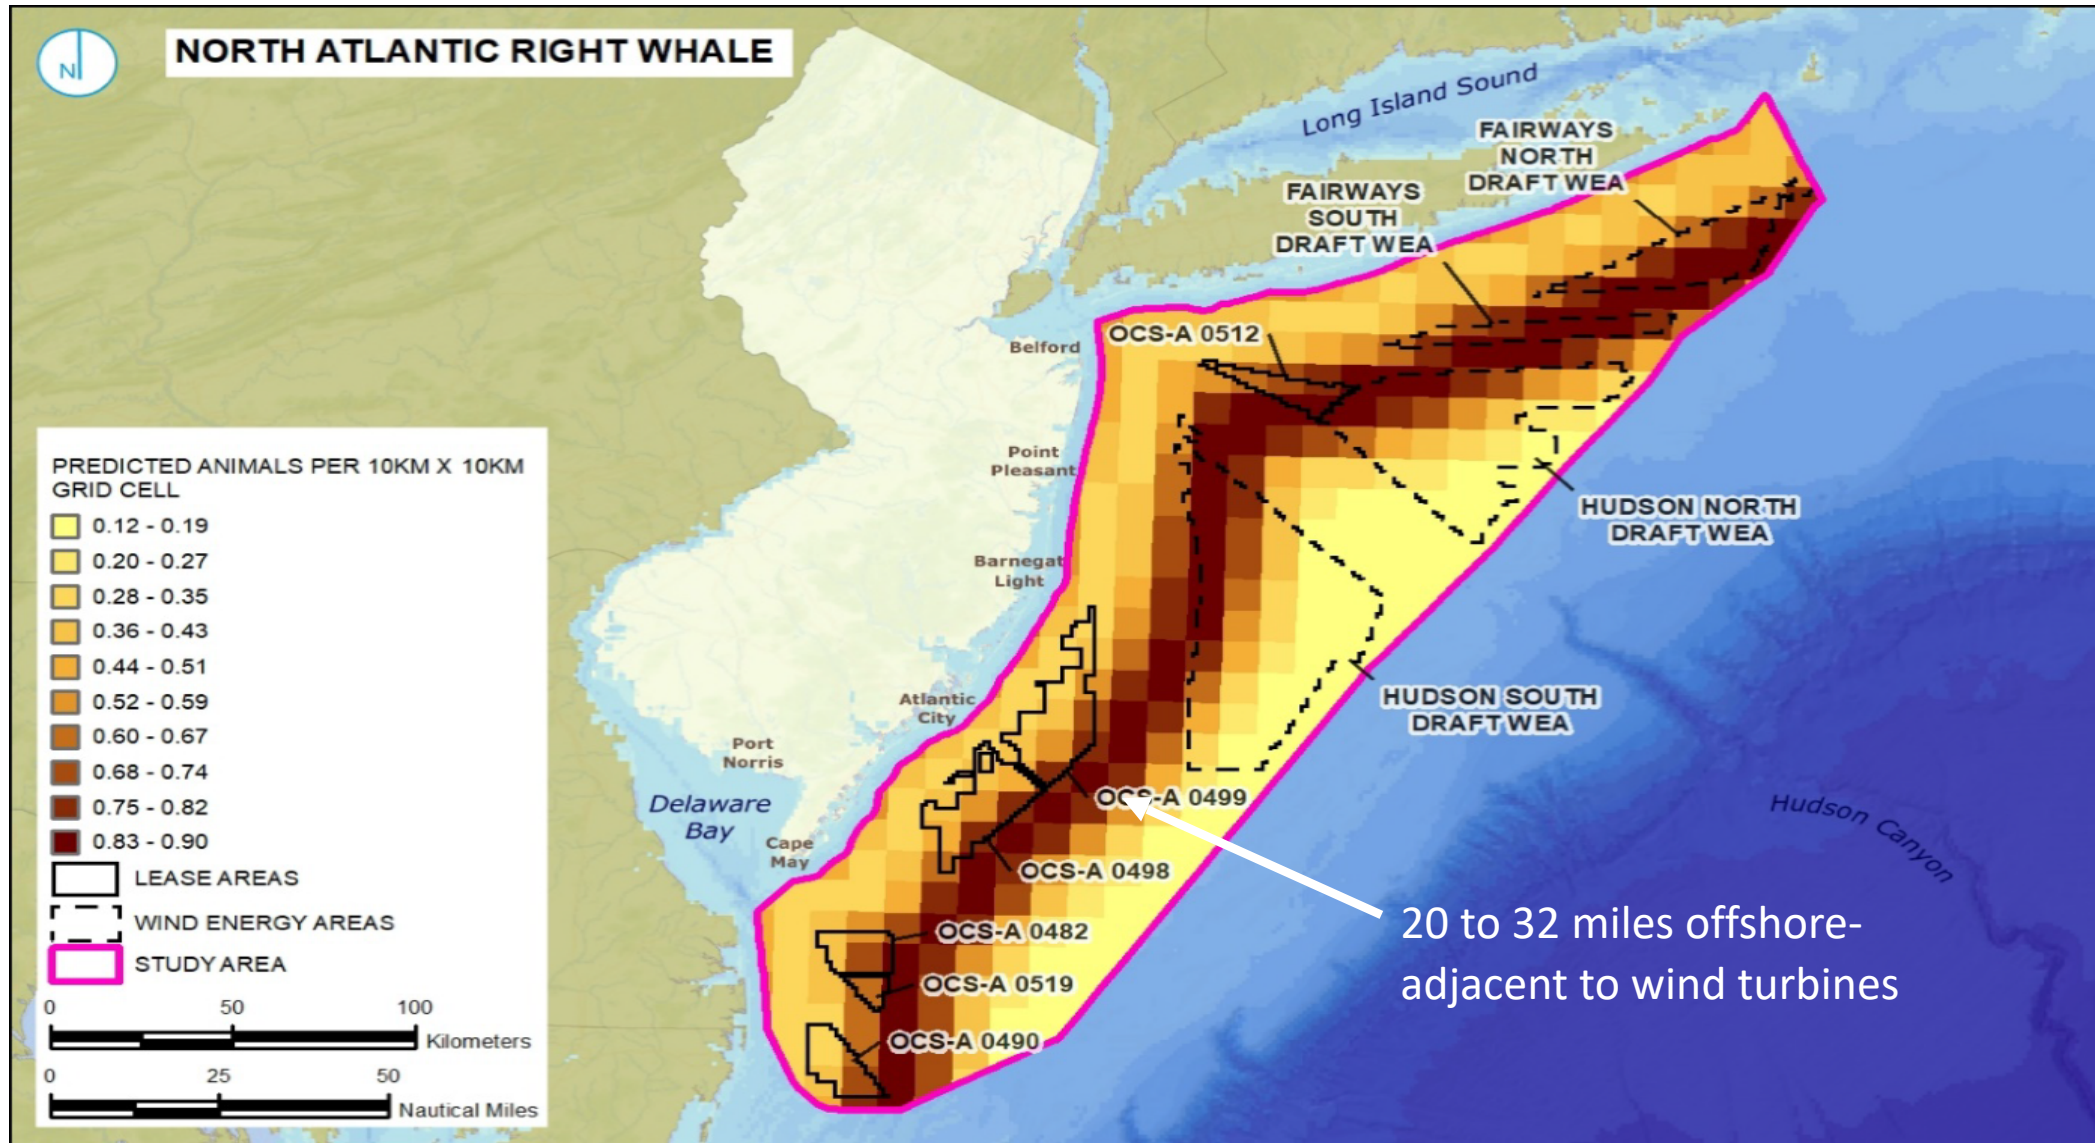 N
NORTH ATLANTIC RIGHT WHALE
Long Island Sound
FAIRWAYS
NORTH
DRAFT WEA
FAIRWAYS
SOUTH
DRAFT WEA
OCS-A 0512
Belford
Point
Pleasant
HUDSON NORTH
DRAFT WEA
Barnegat
Light
Atlantic
City
HUDSON SOUTH
DRAFT WEA
Port
Norris
Delaware
Bay
OCS-A 0499
Cape
May
OCS-A 0498
Hudson Canyon
OCS-A 0482
OCS-A 0519
OCS-A 0490
20 to 32 miles offshore-
adjacent to wind turbines
PREDICTED ANIMALS PER 10KM X 10KM
GRID CELL
0.12 - 0.19
0.20 - 0.27
0.28 - 0.35
0.36 - 0.43
0.44 - 0.51
0.52 - 0.59
0.60 - 0.67
0.68 - 0.74
0.75 - 0.82
0.83 - 0.90
LEASE AREAS
WIND ENERGY AREAS
STUDY AREA
0 50 100
Kilometers
0 25 50
Nautical Miles